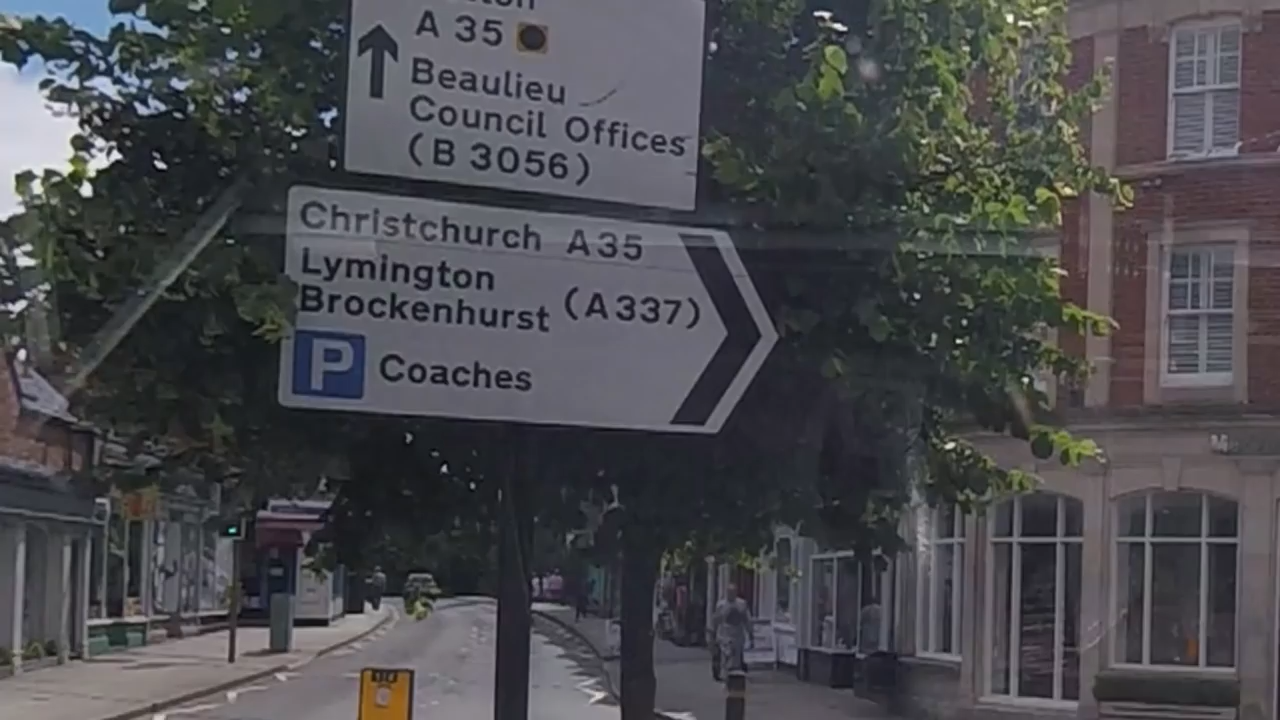 A 35
Beaulieu
Council Offices
(B 3056)
Christchurch A35
Lymington
Brockenhurst (A337)
P Coaches